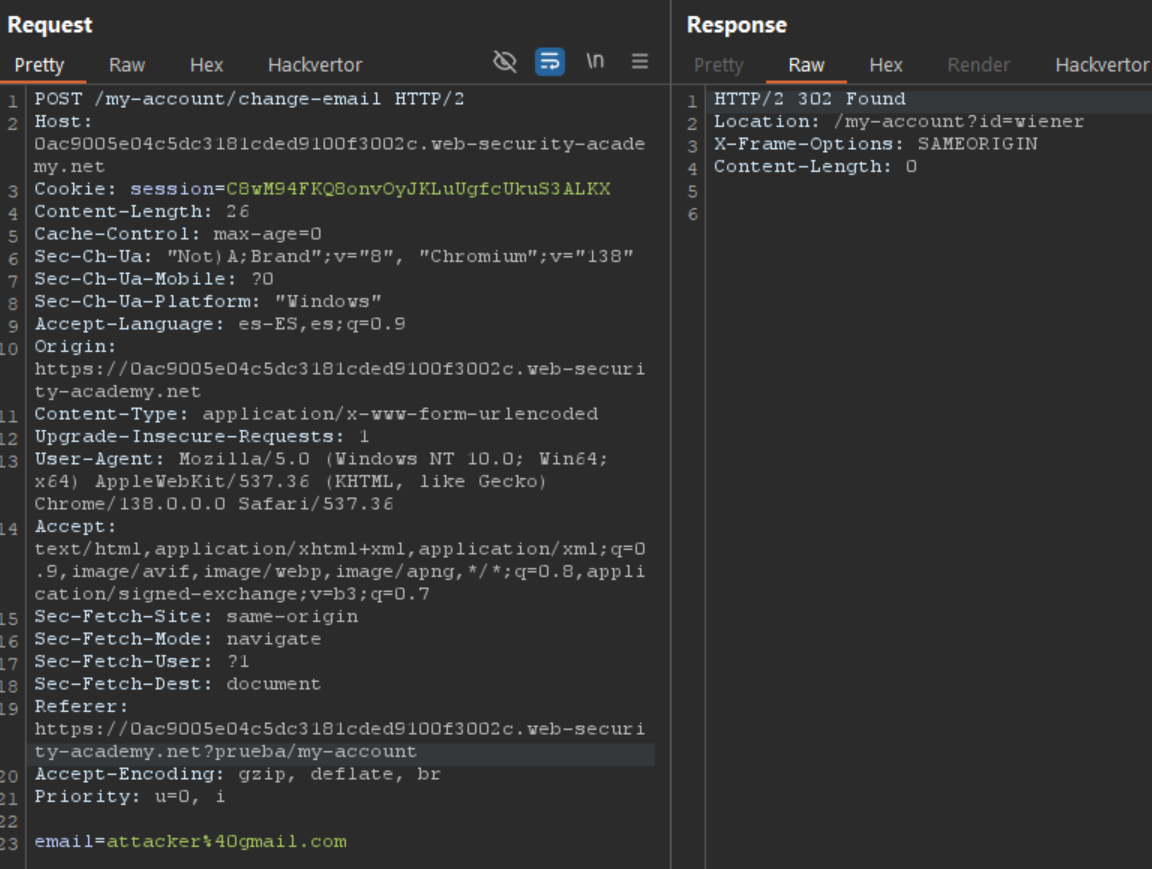 Request
Pretty Raw Hex Hackvertor \n
1 POST /my-account/change-email HTTP/2
2 Host:
0ac9005e04c5dc3181cded9100f3002c.web-security-acade
my.net
3 Cookie: session=C8wM94FKQ8onvOyJKLuUgfcUkuS3ALKX
4 Content-Length: 26
5 Cache-Control: max-age=0
6 Sec-Ch-Ua: "Not)A;Brand";v="8", "Chromium";v="138"
7 Sec-Ch-Ua-Mobile: ?0
8 Sec-Ch-Ua-Platform: "Windows"
9 Accept-Language: es-ES,es;q=0.9
10 Origin:
https://0ac9005e04c5dc3181cded9100f3002c.web-securi
ty-academy.net
11 Content-Type: application/x-www-form-urlencoded
12 Upgrade-Insecure-Requests: 1
13 User-Agent: Mozilla/5.0 (Windows NT 10.0; Win64;
x64) AppleWebKit/537.36 (KHTML, like Gecko)
Chrome/138.0.0.0 Safari/537.36
14 Accept:
text/html,application/xhtml+xml,application/xml;q=0
.9,image/avif,image/webp,image/apng,*/*;q=0.8,appli
cation/signed-exchange;v=b3;q=0.7
15 Sec-Fetch-Site: same-origin
16 Sec-Fetch-Mode: navigate
17 Sec-Fetch-User: ?1
18 Sec-Fetch-Dest: document
19 Referer:
https://0ac9005e04c5dc3181cded9100f3002c.web-securi
ty-academy.net?prueba/my-account
20 Accept-Encoding: gzip, deflate, br
21 Priority: u=0, i
22
23 email=attacker%40gmail.com
Response
Pretty Raw Hex Render Hackvertor
1 HTTP/2 302 Found
2 Location: /my-account?id=wiener
3 X-Frame-Options: SAMEORIGIN
4 Content-Length: 0
5
6